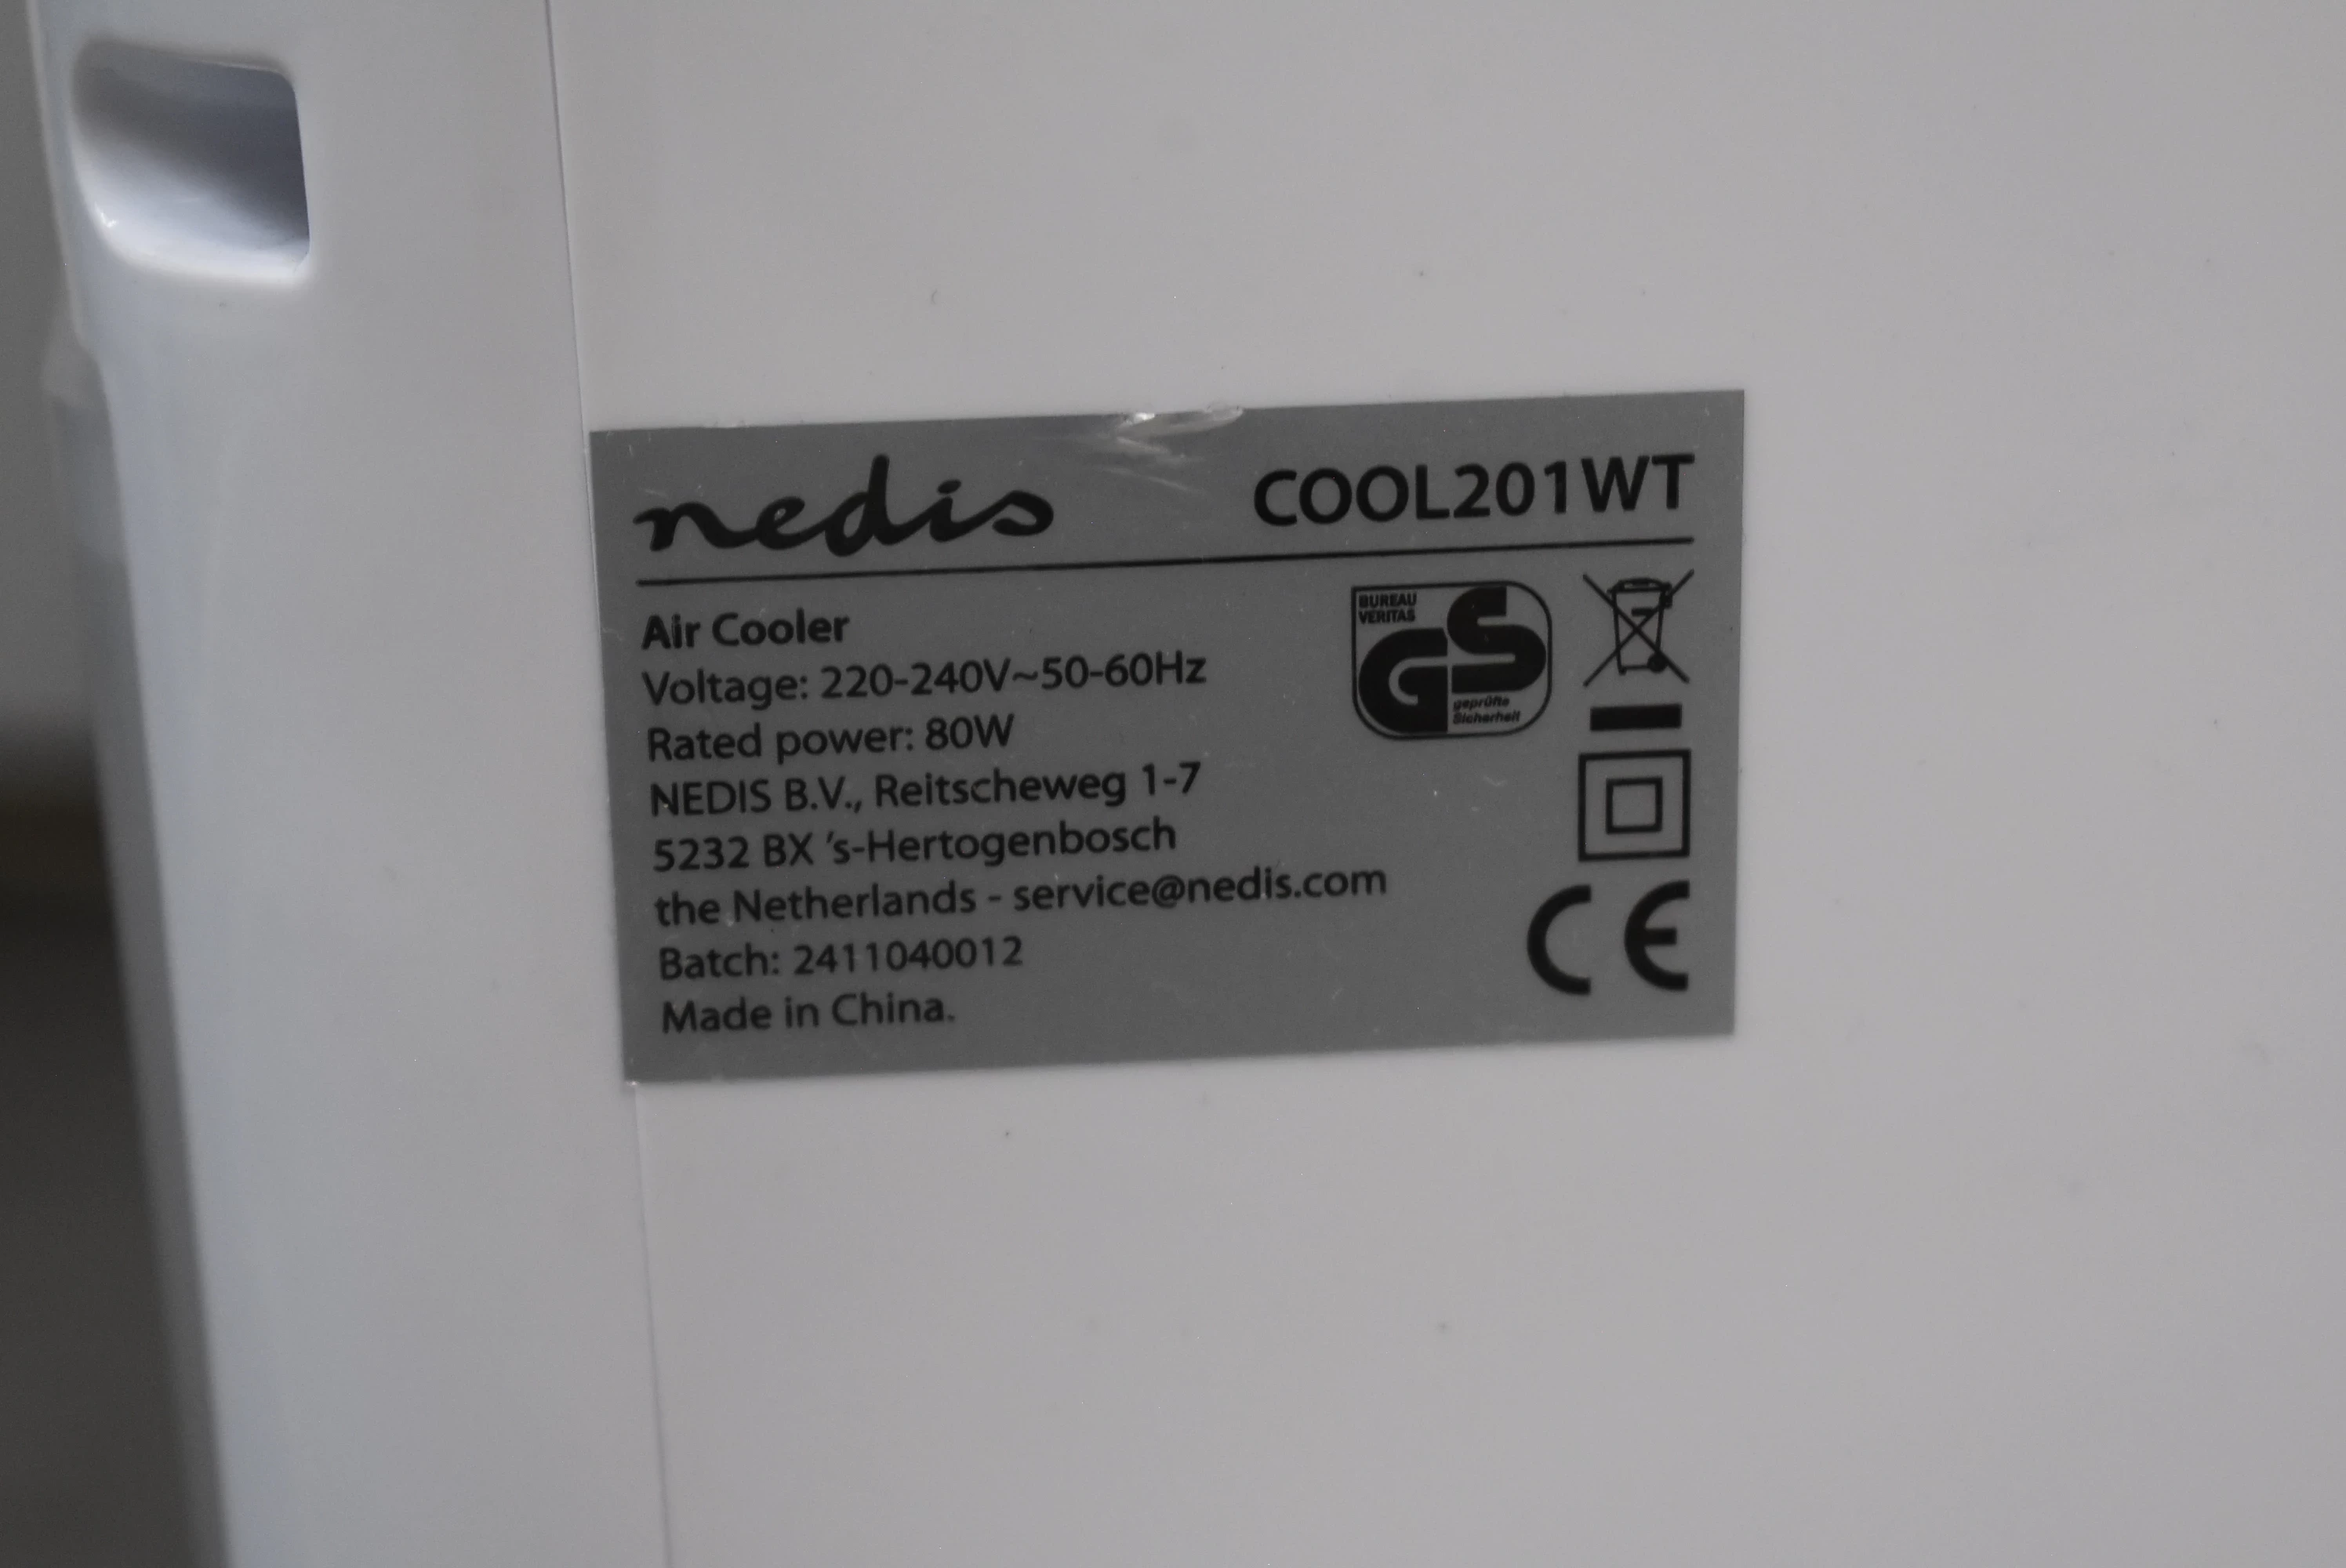 nedis COOL201WT
Air Cooler
Voltage: 220-240V~50-60Hz
Rated power: 80W
NEDIS B.V., Reitscheweg 1-7
5232 BX 's-Hertogenbosch
the Netherlands - service@nedis.com
Batch: 2411040012
Made in China.
BUREAU
VERITAS
GS
geprüfte
Sicherheit
CE